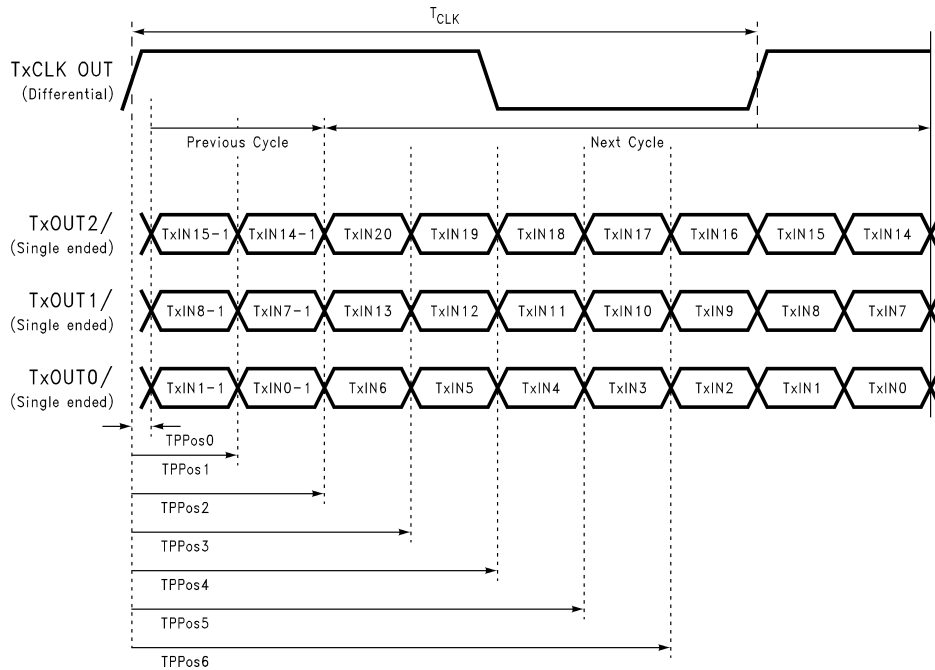 TCLK
TxCLK OUT
(Differential)
Previous Cycle
Next Cycle
TxOUT2/
(Single ended)
TxIN15-1 TxIN14-1 TxIN20 TxIN19 TxIN18 TxIN17 TxIN16 TxIN15 TxIN14
TxOUT1/
(Single ended)
TxIN8-1 TxIN7-1 TxIN13 TxIN12 TxIN11 TxIN10 TxIN9 TxIN8 TxIN7
TxOUT0/
(Single ended)
TxIN1-1 TxIN0-1 TxIN6 TxIN5 TxIN4 TxIN3 TxIN2 TxIN1 TxIN0
TPPos0
TPPos1
TPPos2
TPPos3
TPPos4
TPPos5
TPPos6